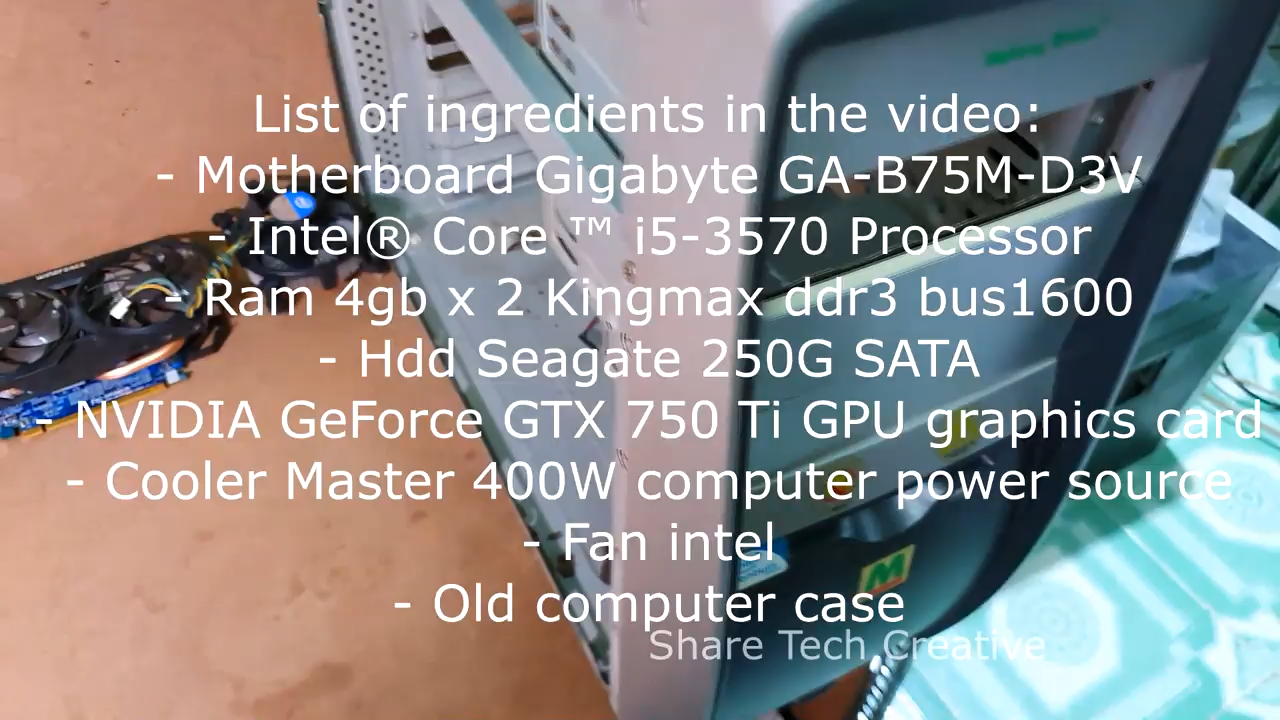 List of ingredients in the video:
- Motherboard Gigabyte GA-B75M-D3V
- Intel® Core ™ i5-3570 Processor
- Ram 4gb x 2 Kingmax ddr3 bus1600
- Hdd Seagate 250G SATA
- NVIDIA GeForce GTX 750 Ti GPU graphics card
- Cooler Master 400W computer power source
- Fan intel
- Old computer case
Share Tech Creative